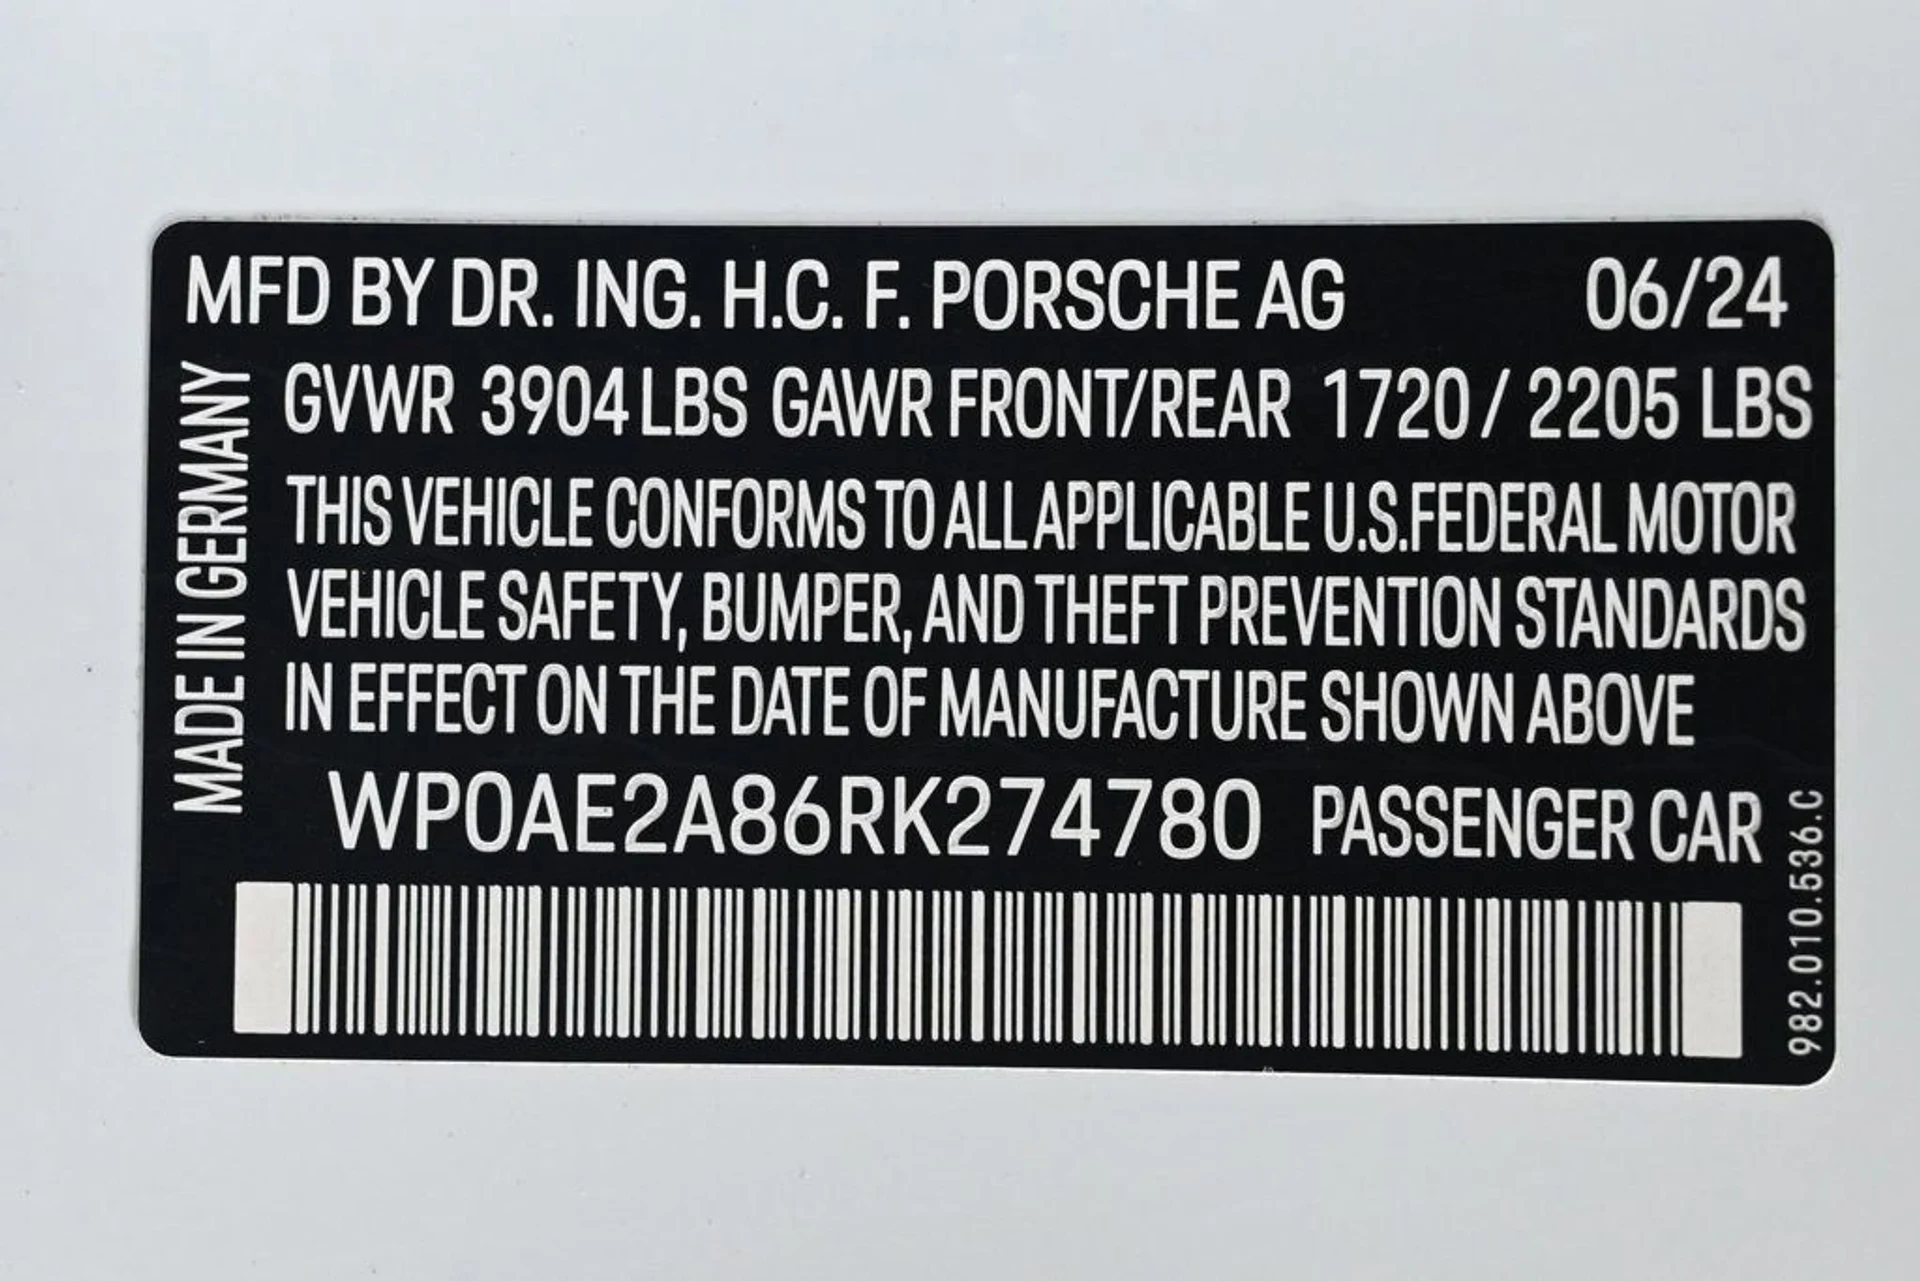 MFD BY DR. ING. H.C. F. PORSCHE AG 06/24
MADE IN GERMANY
GVWR 3904 LBS GAWR FRONT/REAR 1720 / 2205 LBS
THIS VEHICLE CONFORMS TO ALL APPLICABLE U.S.FEDERAL MOTOR
VEHICLE SAFETY, BUMPER, AND THEFT PREVENTION STANDARDS
IN EFFECT ON THE DATE OF MANUFACTURE SHOWN ABOVE
WP0AE2A86RK274780 PASSENGER CAR
982.010.536.C